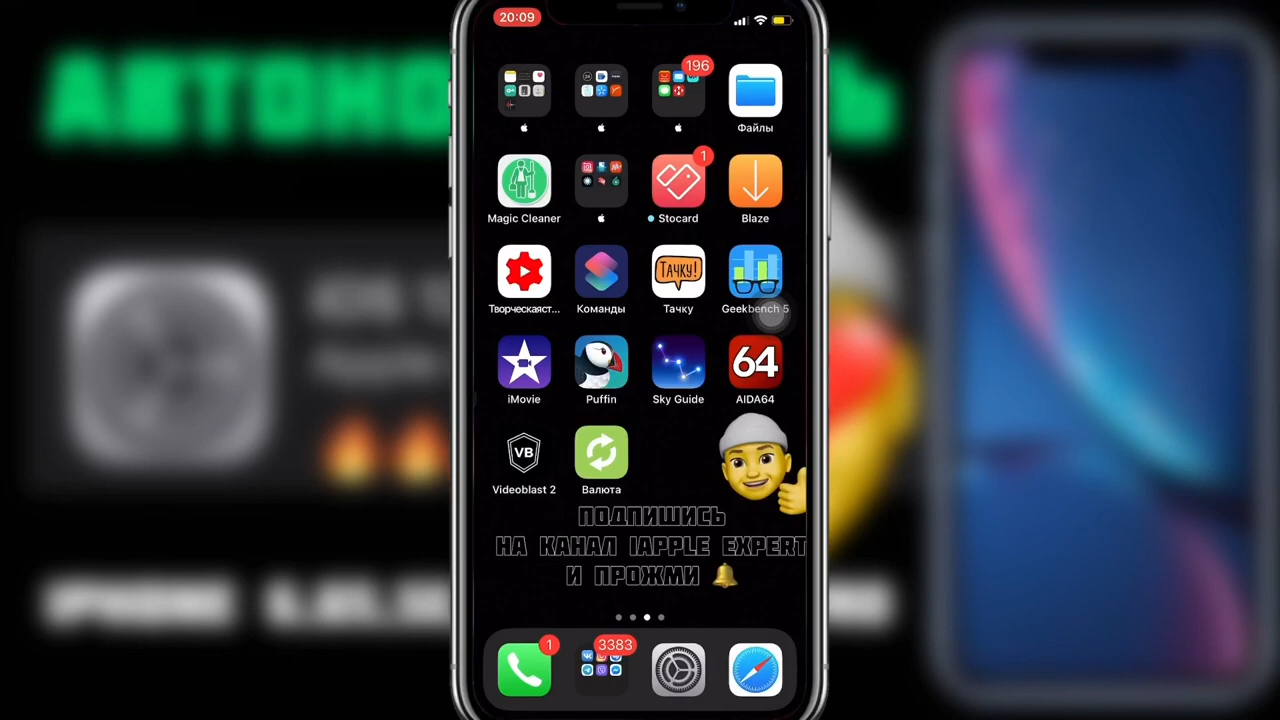 20:09
196
Файлы
1
Magic Cleaner
Stocard
Blaze
ТАЧКУ!
Творческаяст...
Команды
Тачку
Geekbench 5
64
iMovie
Puffin
Sky Guide
AIDA64
VB
Videoblast 2
Валюта
ПОДПИШИСЬ
НА КАНАЛ IAPPLE EXPERT
И ПРОЖМИ
1
3383